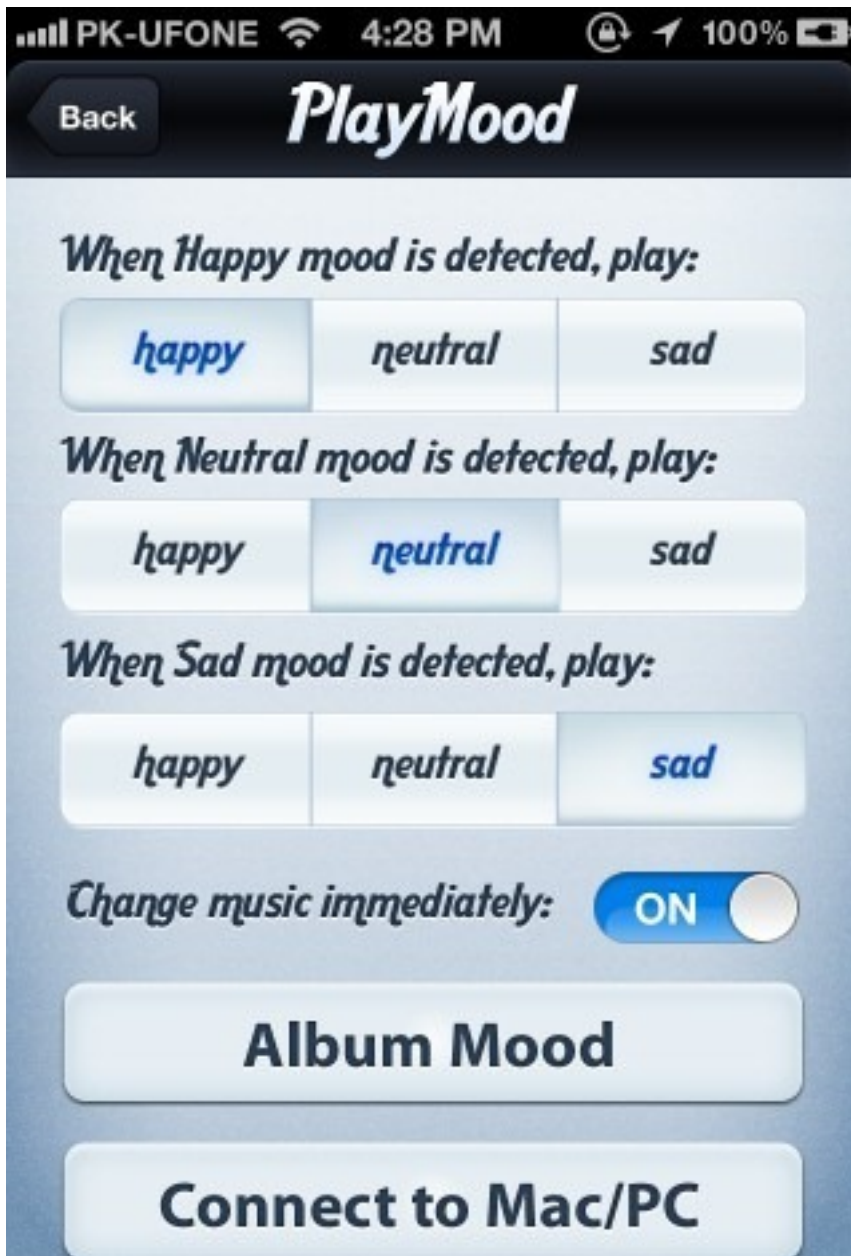 PK-UFONE 4:28 PM 100%
Back PlayMood
When Happy mood is detected, play:
happy neutral sad
When Neutral mood is detected, play:
happy neutral sad
When Sad mood is detected, play:
happy neutral sad
Change music immediately: ON
Album Mood
Connect to Mac/PC